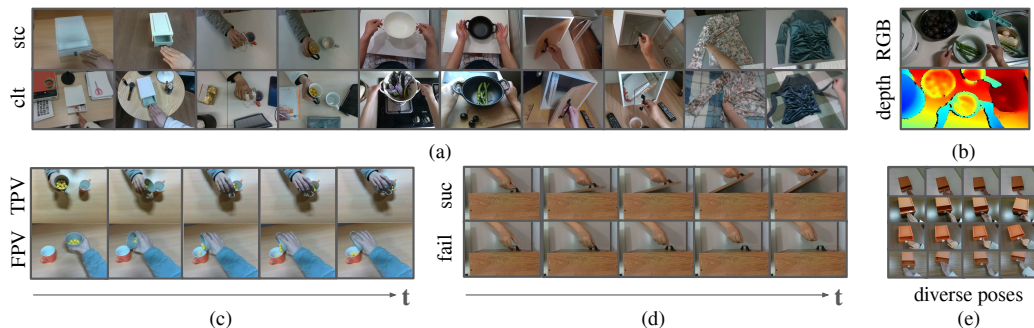 stc
clt
(a)
RGB
depth
(b)
TPV
FPV
t
(c)
suc
fail
t
(d)
diverse poses
(e)